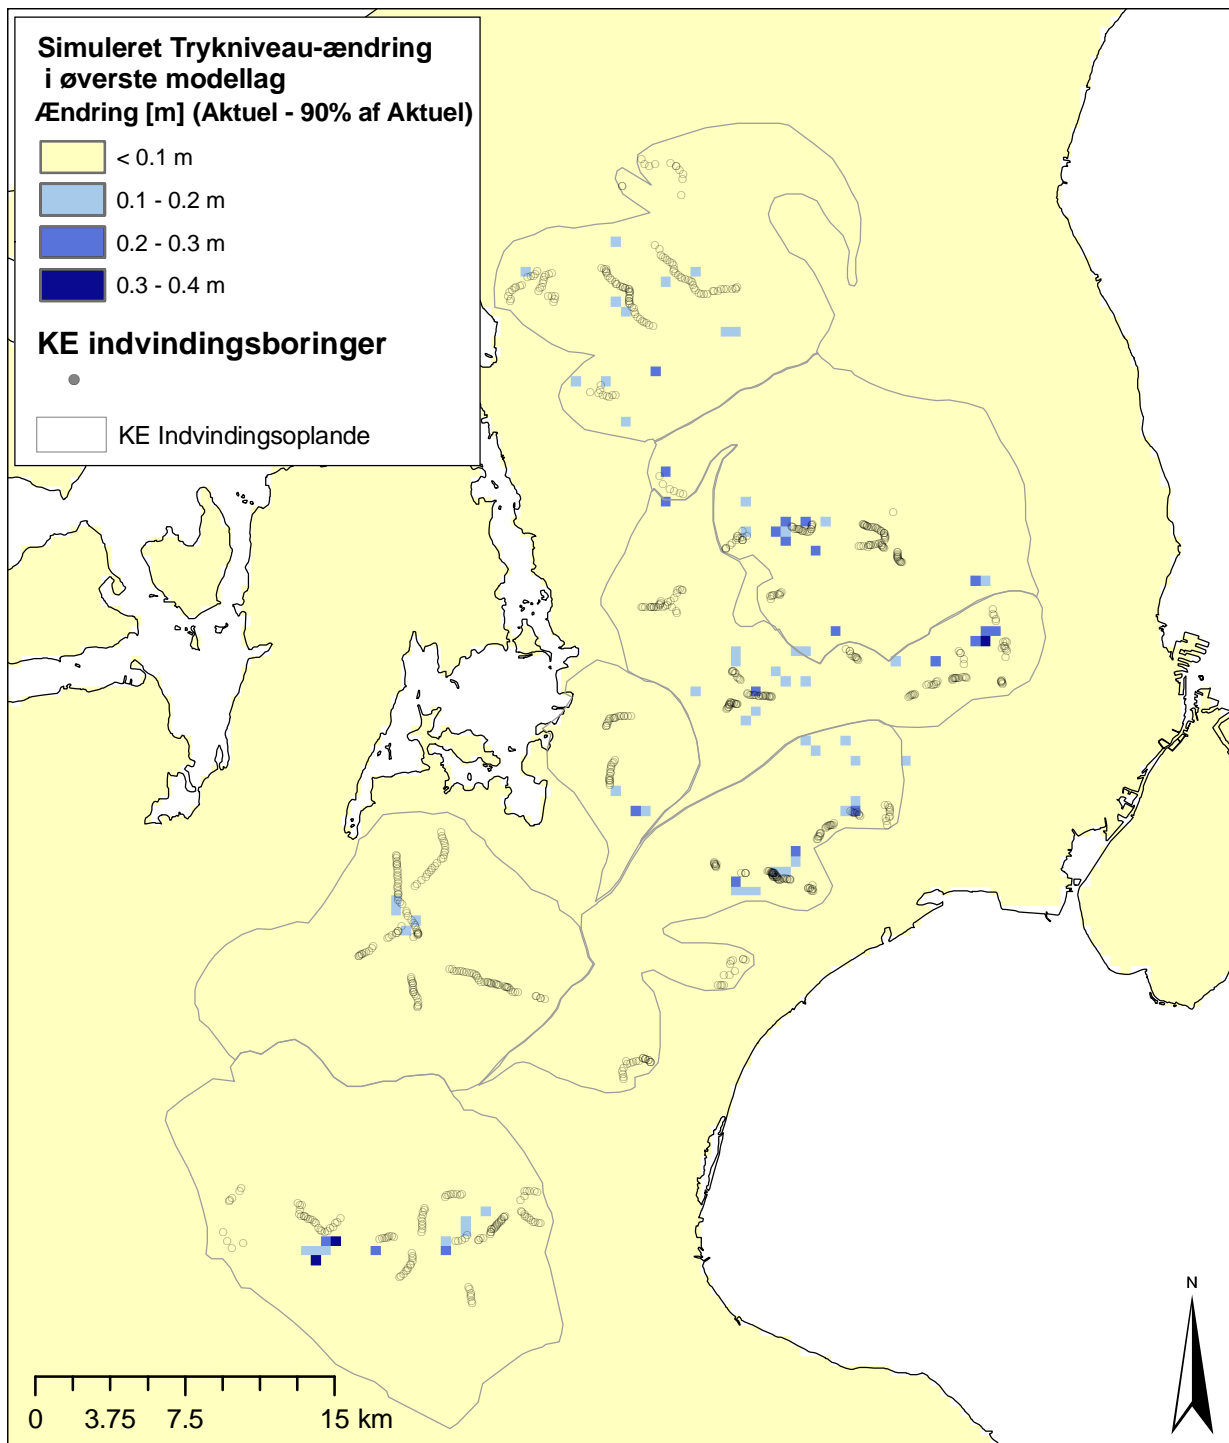 Simuleret Trykniveau-ændring
i øverste modellag
Ændring [m] (Aktuel - 90% af Aktuel)
< 0.1 m
0.1 - 0.2 m
0.2 - 0.3 m
0.3 - 0.4 m
KE indvindingsboringer
KE Indvindingsoplande
N
0 3.75 7.5 15 km